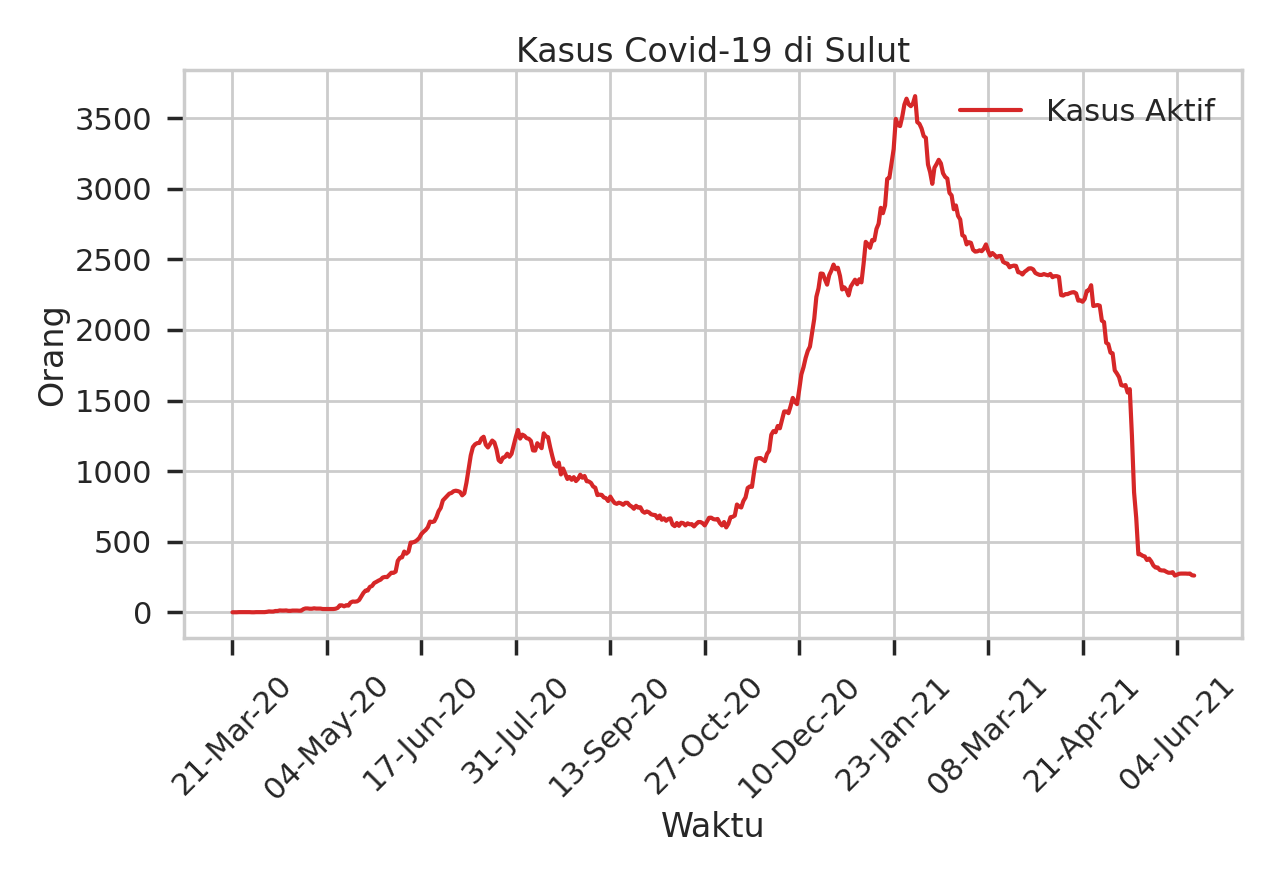 Kasus Covid-19 di Sulut
Kasus Aktif
Orang
3500
3000
2500
2000
1500
1000
500
0
21-Mar-20
04-May-20
17-Jun-20
31-Jul-20
13-Sep-20
27-Oct-20
10-Dec-20
23-Jan-21
08-Mar-21
21-Apr-21
04-Jun-21
Waktu